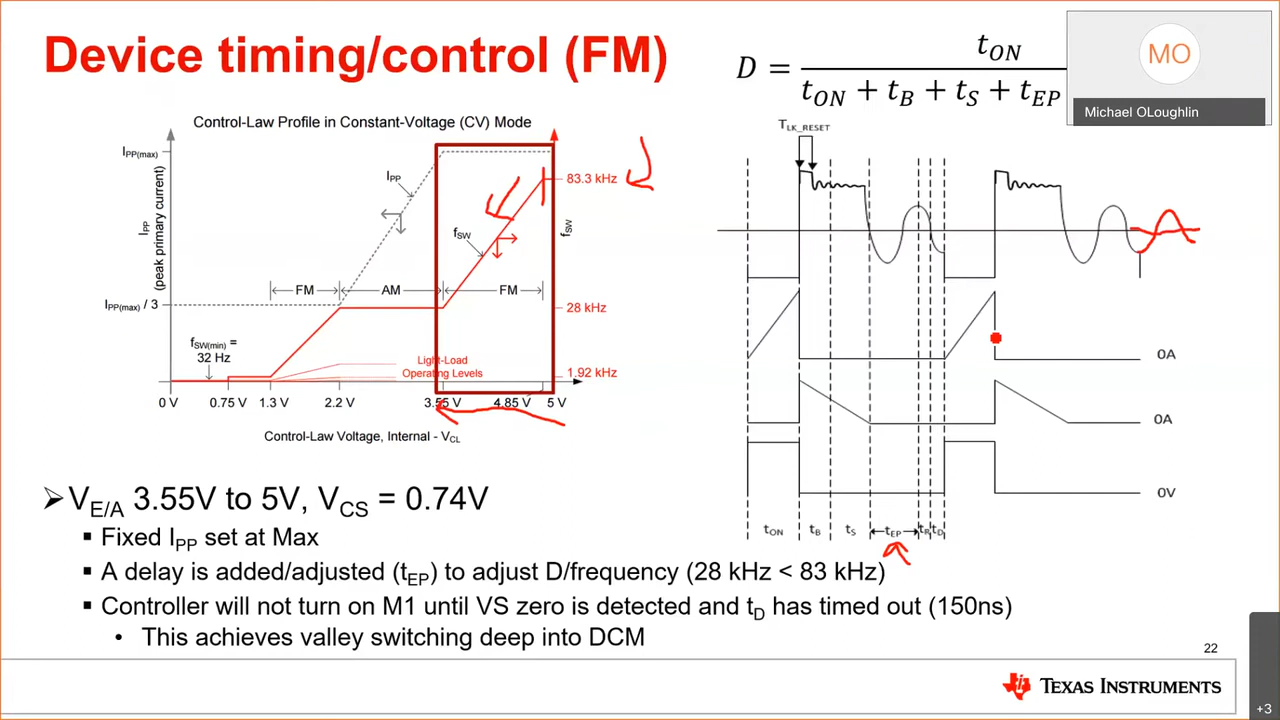 Device timing/control (FM)
D = tON / tON + tB + tS + tEP
MO
Michael OLoughlin
Control-Law Profile in Constant-Voltage (CV) Mode
IPP(max)
IPP
83.3 kHz
IPP (peak primary current)
fSW
fSW
FM
AM
FM
IPP(max) / 3
28 kHz
fSW(min) =
32 Hz
Light-Load
Operating Levels
1.92 kHz
0 V 0.75 V 1.3 V 2.2 V 3.55 V 4.85 V 5 V
Control-Law Voltage, Internal - VCL
TLK_RESET
0A
0A
0V
tON tB tS tEP tR tD
➢VE/A 3.55V to 5V, VCS = 0.74V
▪ Fixed IPP set at Max
▪ A delay is added/adjusted (tEP) to adjust D/frequency (28 kHz < 83 kHz)
▪ Controller will not turn on M1 until VS zero is detected and tD has timed out (150ns)
• This achieves valley switching deep into DCM
22
TEXAS INSTRUMENTS
+3